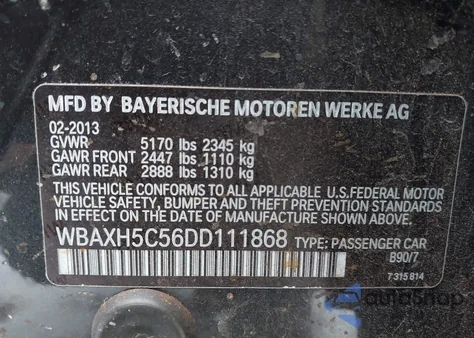 MFD BY BAYERISCHE MOTOREN WERKE AG
02-2013
GVWR 5170 lbs 2345 kg
GAWR FRONT 2447 lbs 1110 kg
GAWR REAR 2888 lbs 1310 kg
THIS VEHICLE CONFORMS TO ALL APPLICABLE U.S.FEDERAL MOTOR
VEHICLE SAFETY, BUMPER AND THEFT PREVENTION STANDARDS
IN EFFECT ON THE DATE OF MANUFACTURE SHOWN ABOVE.
WBAXH5C56DD111868 TYPE: PASSENGER CAR
B90/7
7 315 814
AutoShop